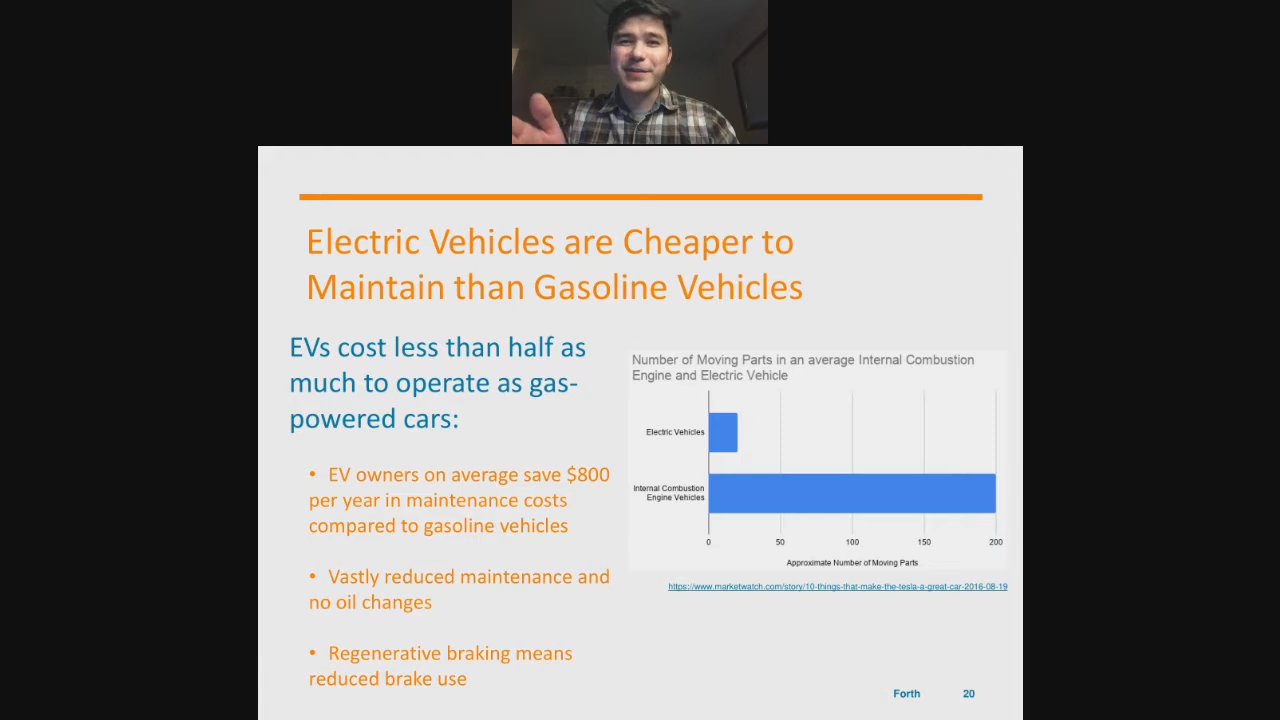 Electric Vehicles are Cheaper to
Maintain than Gasoline Vehicles
EVs cost less than half as
much to operate as gas-
powered cars:
• EV owners on average save $800
per year in maintenance costs
compared to gasoline vehicles
• Vastly reduced maintenance and
no oil changes
• Regenerative braking means
reduced brake use
Number of Moving Parts in an average Internal Combustion
Engine and Electric Vehicle
Electric Vehicles
Internal Combustion
Engine Vehicles
0 50 100 150 200
Approximate Number of Moving Parts
https://www.marketwatch.com/story/10-things-that-make-the-tesla-a-great-car-2016-08-19
Forth 20